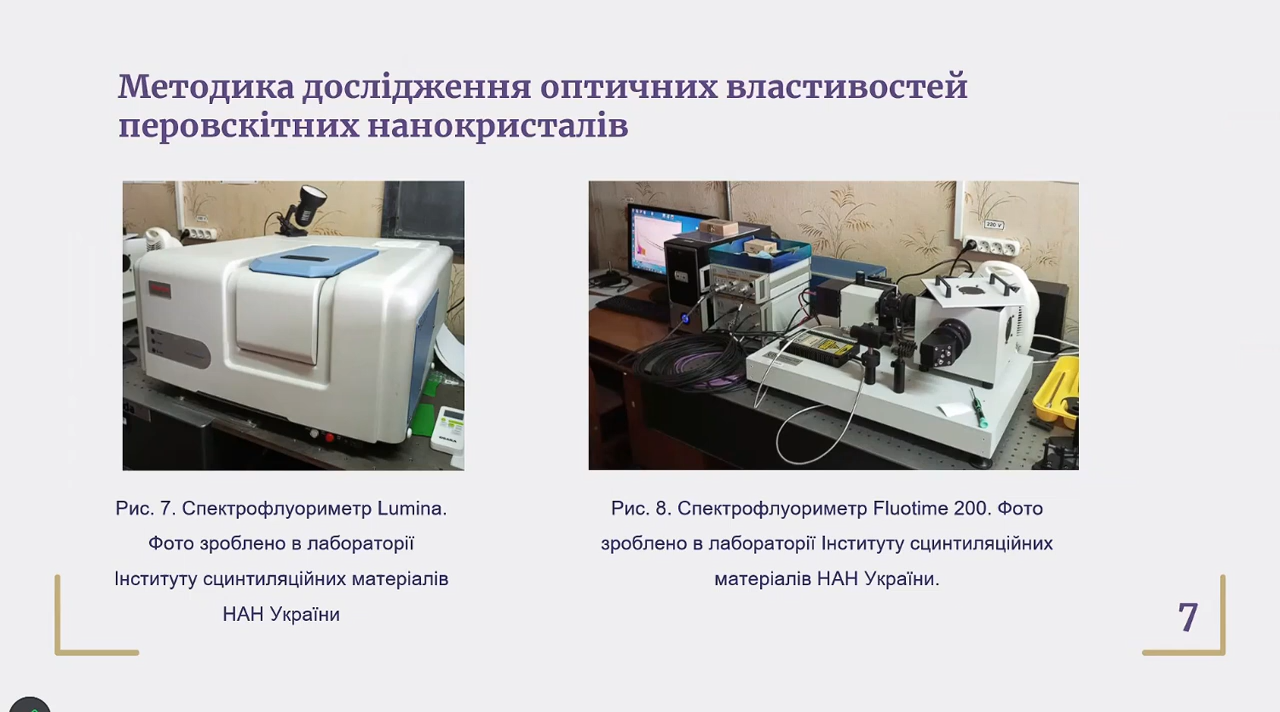 Методика дослідження оптичних властивостей
перовскітних нанокристалів
220 V
Рис. 7. Спектрофлуориметр Lumina.
Фото зроблено в лабораторії
Інституту сцинтиляційних матеріалів
НАН України
Рис. 8. Спектрофлуориметр Fluotime 200. Фото
зроблено в лабораторії Інституту сцинтиляційних
матеріалів НАН України.
7